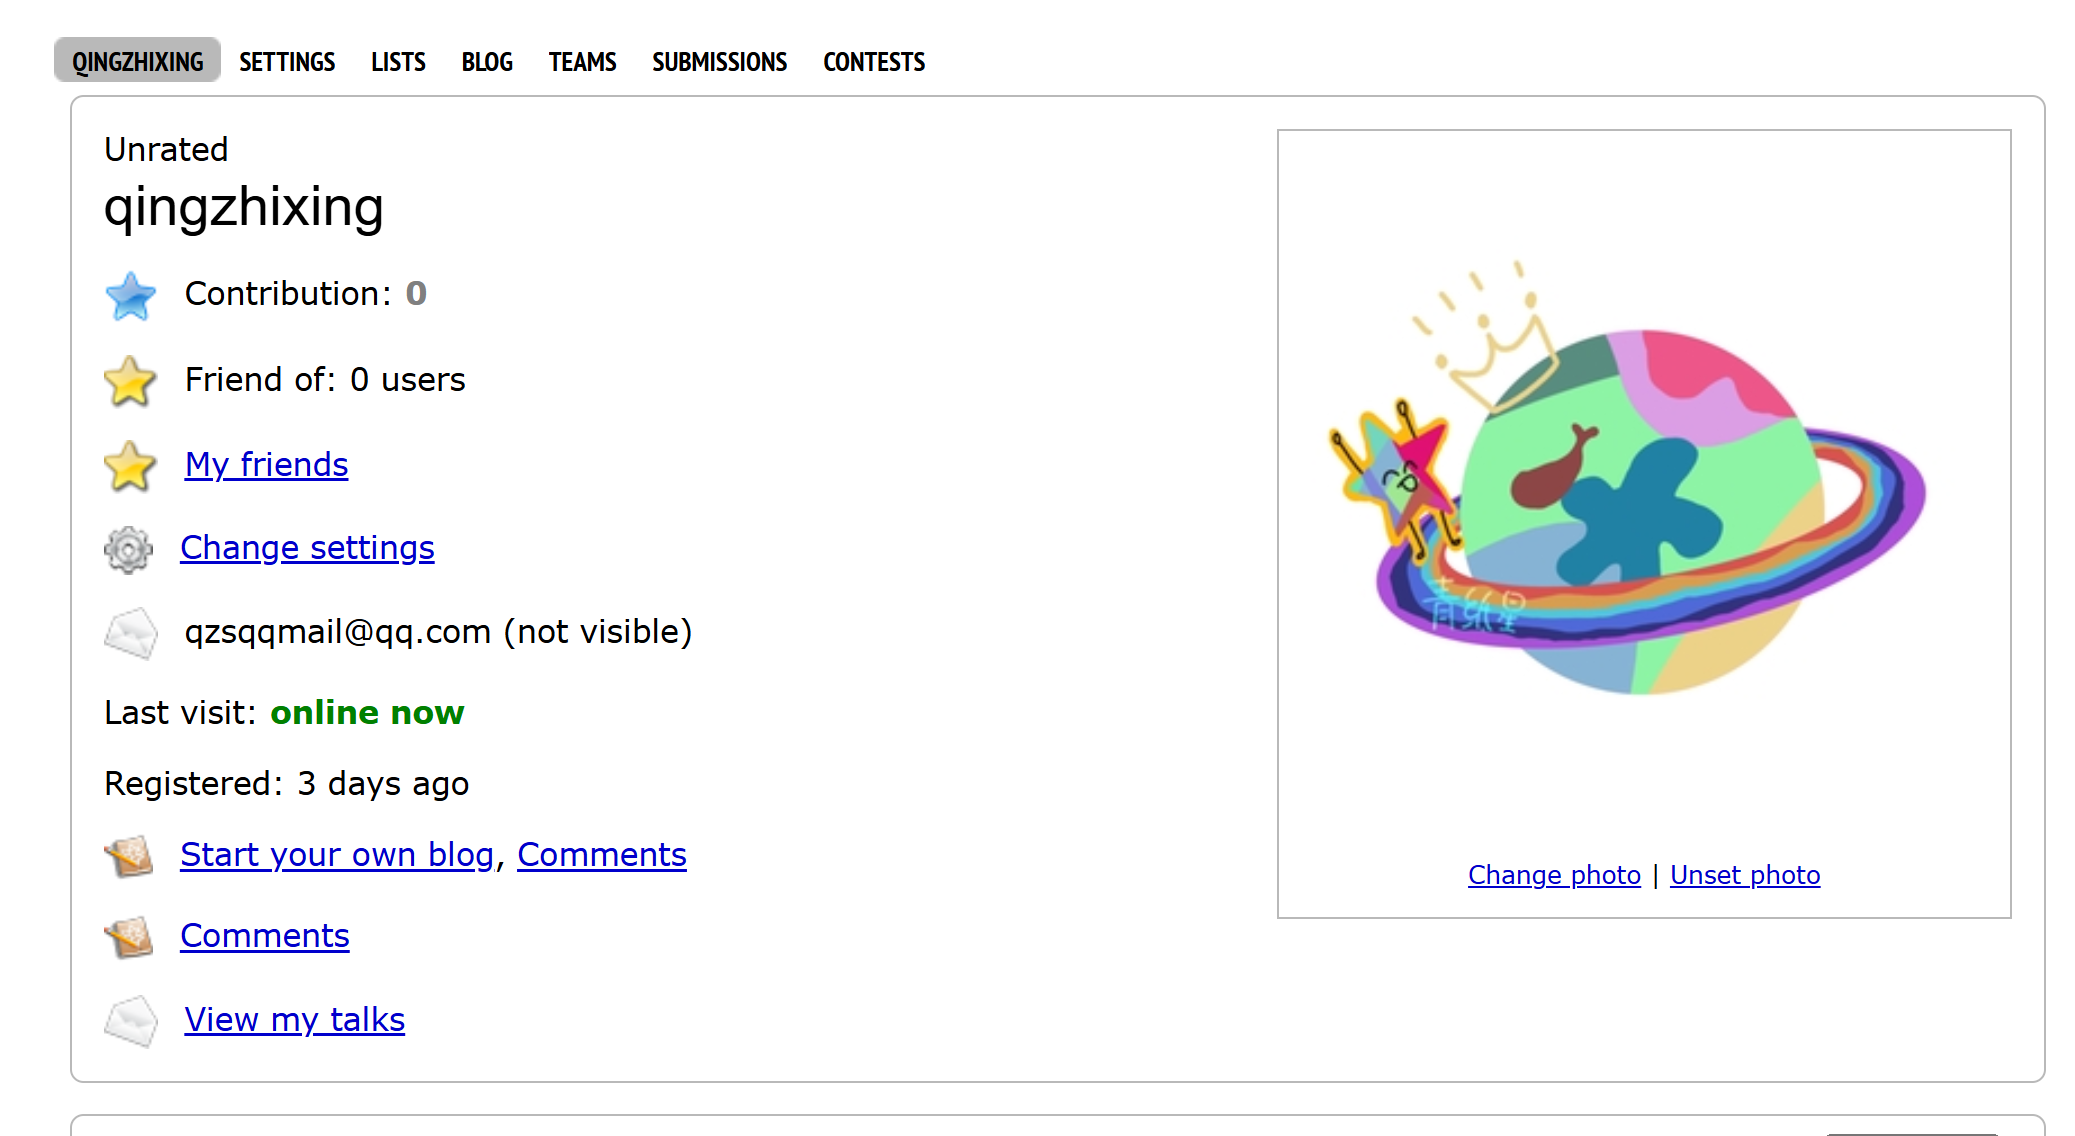 QINGZHIXING SETTINGS LISTS BLOG TEAMS SUBMISSIONS CONTESTS
Unrated
qingzhixing
Contribution: 0
Friend of: 0 users
My friends
Change settings
qzsqqmail@qq.com (not visible)
Last visit: online now
Registered: 3 days ago
Start your own blog, Comments
Comments
View my talks
青纸星
Change photo | Unset photo